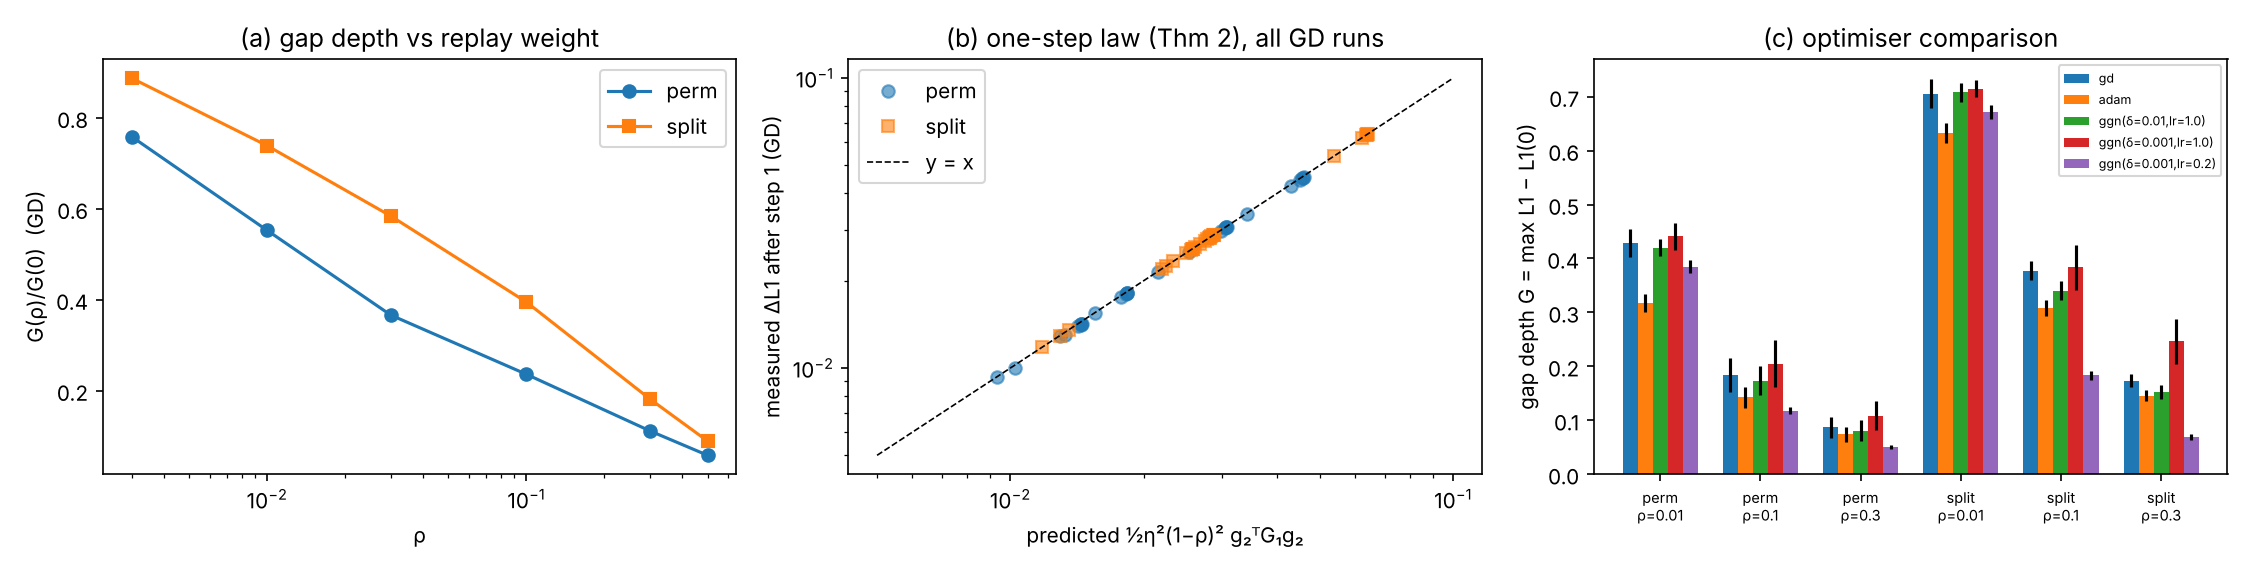 (a) gap depth vs replay weight
G(ρ)/G(0) (GD)
0.8
0.6
0.4
0.2
perm
split
10⁻²
10⁻¹
ρ
(b) one-step law (Thm 2), all GD runs
measured ΔL1 after step 1 (GD)
10⁻¹
10⁻²
perm
split
y = x
10⁻²
10⁻¹
predicted ½η²(1−ρ)² g₂ᵀG₁g₂
(c) optimiser comparison
gap depth G = max L1 − L1(0)
0.7
0.6
0.5
0.4
0.3
0.2
0.1
0.0
gd
adam
ggn(δ=0.01,lr=1.0)
ggn(δ=0.001,lr=1.0)
ggn(δ=0.001,lr=0.2)
perm
ρ=0.01
perm
ρ=0.1
perm
ρ=0.3
split
ρ=0.01
split
ρ=0.1
split
ρ=0.3